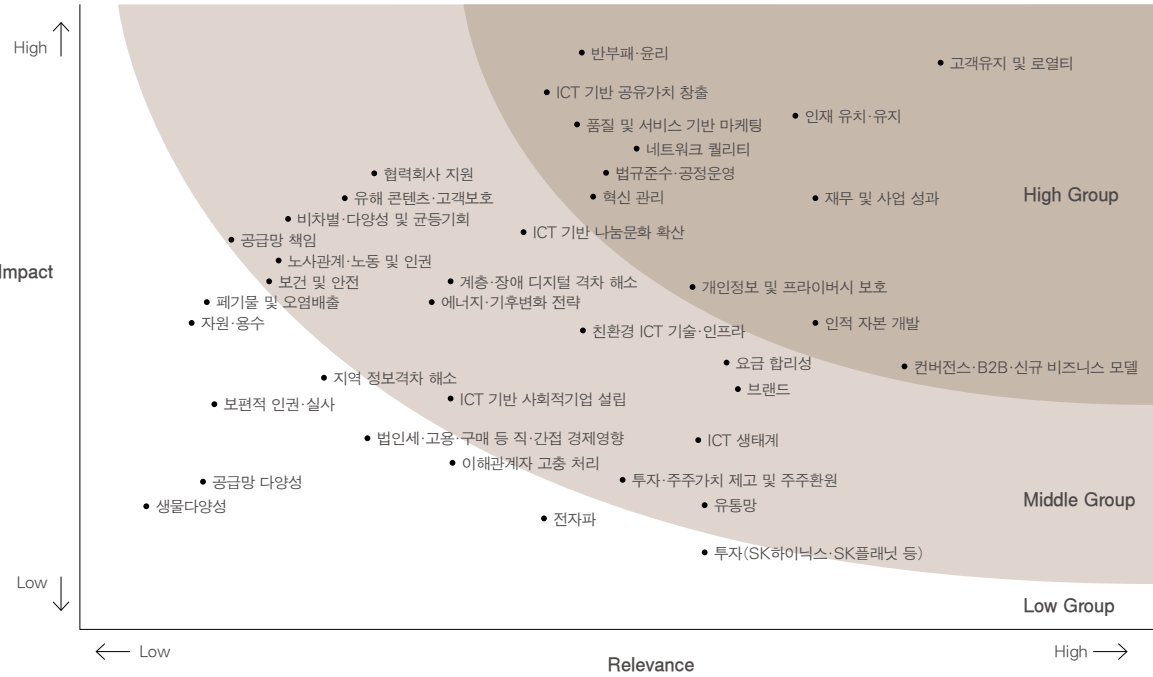 High
반부패·윤리
고객유지 및 로열티
ICT 기반 공유가치 창출
인재 유치·유지
품질 및 서비스 기반 마케팅
네트워크 퀄리티
협력회사 지원
법규준수·공정운영
High Group
유해 콘텐츠·고객보호
혁신 관리
재무 및 사업 성과
비차별·다양성 및 균등기회
ICT 기반 나눔문화 확산
공급망 책임
노사관계·노동 및 인권
Impact
보건 및 안전
계층·장애 디지털 격차 해소
개인정보 및 프라이버시 보호
폐기물 및 오염배출
에너지·기후변화 전략
자원·용수
친환경 ICT 기술·인프라
인적 자본 개발
요금 합리성
컨버전스·B2B·신규 비즈니스 모델
지역 정보격차 해소
브랜드
보편적 인권·실사
ICT 기반 사회적기업 설립
법인세·고용·구매 등 직·간접 경제영향
ICT 생태계
이해관계자 고충 처리
공급망 다양성
투자·주주가치 제고 및 주주환원
Middle Group
생물다양성
유통망
전자파
투자(SK하이닉스·SK플래닛 등)
Low
Low Group
Low
High
Relevance